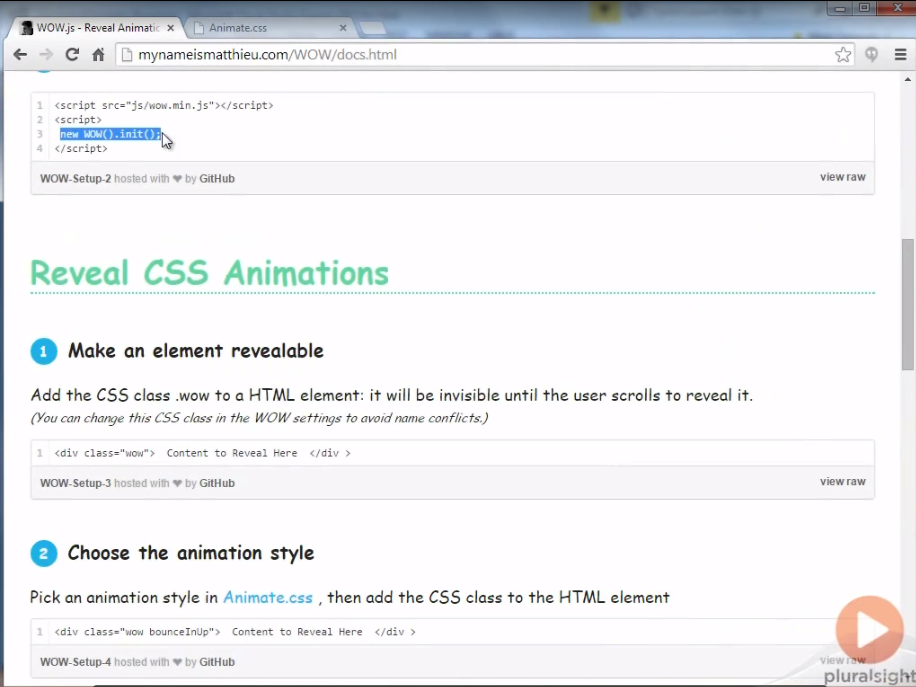 WOW.js - Reveal Animatic
Animate.css
mynameismatthieu.com/WOW/docs.html
1 <script src="js/wow.min.js"></script>
2 <script>
3 new WOW().init();
4 </script>
WOW-Setup-2 hosted with ❤ by GitHub
view raw
Reveal CSS Animations
1 Make an element revealable
Add the CSS class .wow to a HTML element: it will be invisible until the user scrolls to reveal it.
(You can change this CSS class in the WOW settings to avoid name conflicts.)
1 <div class="wow"> Content to Reveal Here </div >
WOW-Setup-3 hosted with ❤ by GitHub
view raw
2 Choose the animation style
Pick an animation style in Animate.css , then add the CSS class to the HTML element
1 <div class="wow bounceInUp"> Content to Reveal Here </div >
WOW-Setup-4 hosted with ❤ by GitHub
view raw
pluralsight